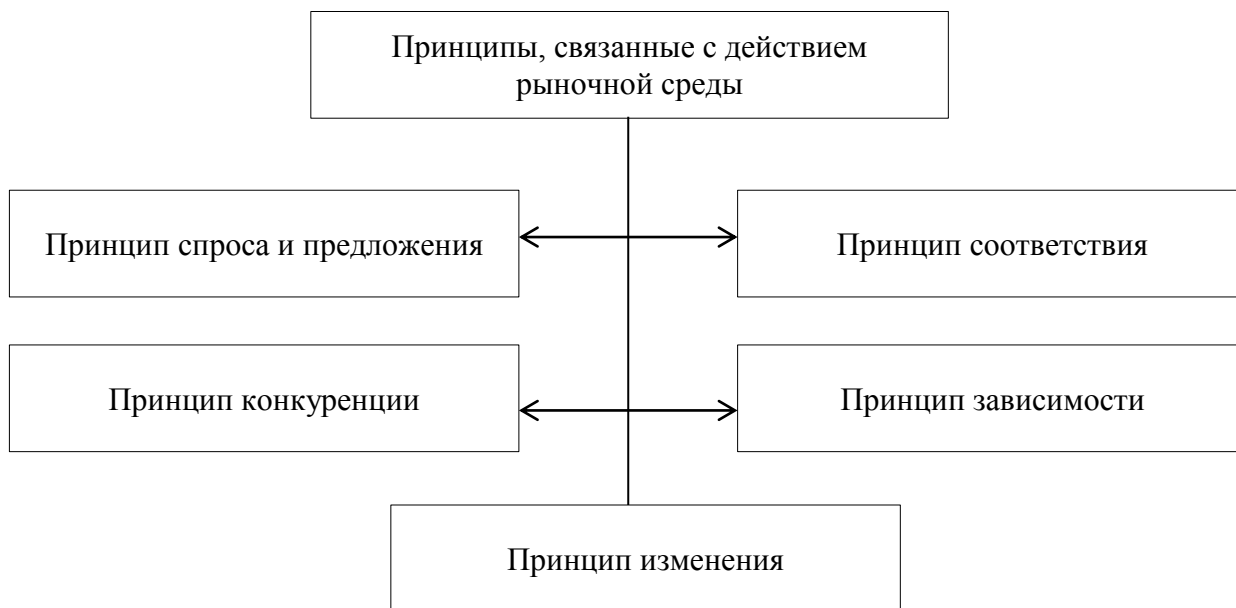 Принципы, связанные с действием
рыночной среды
Принцип спроса и предложения
Принцип соответствия
Принцип конкуренции
Принцип зависимости
Принцип изменения